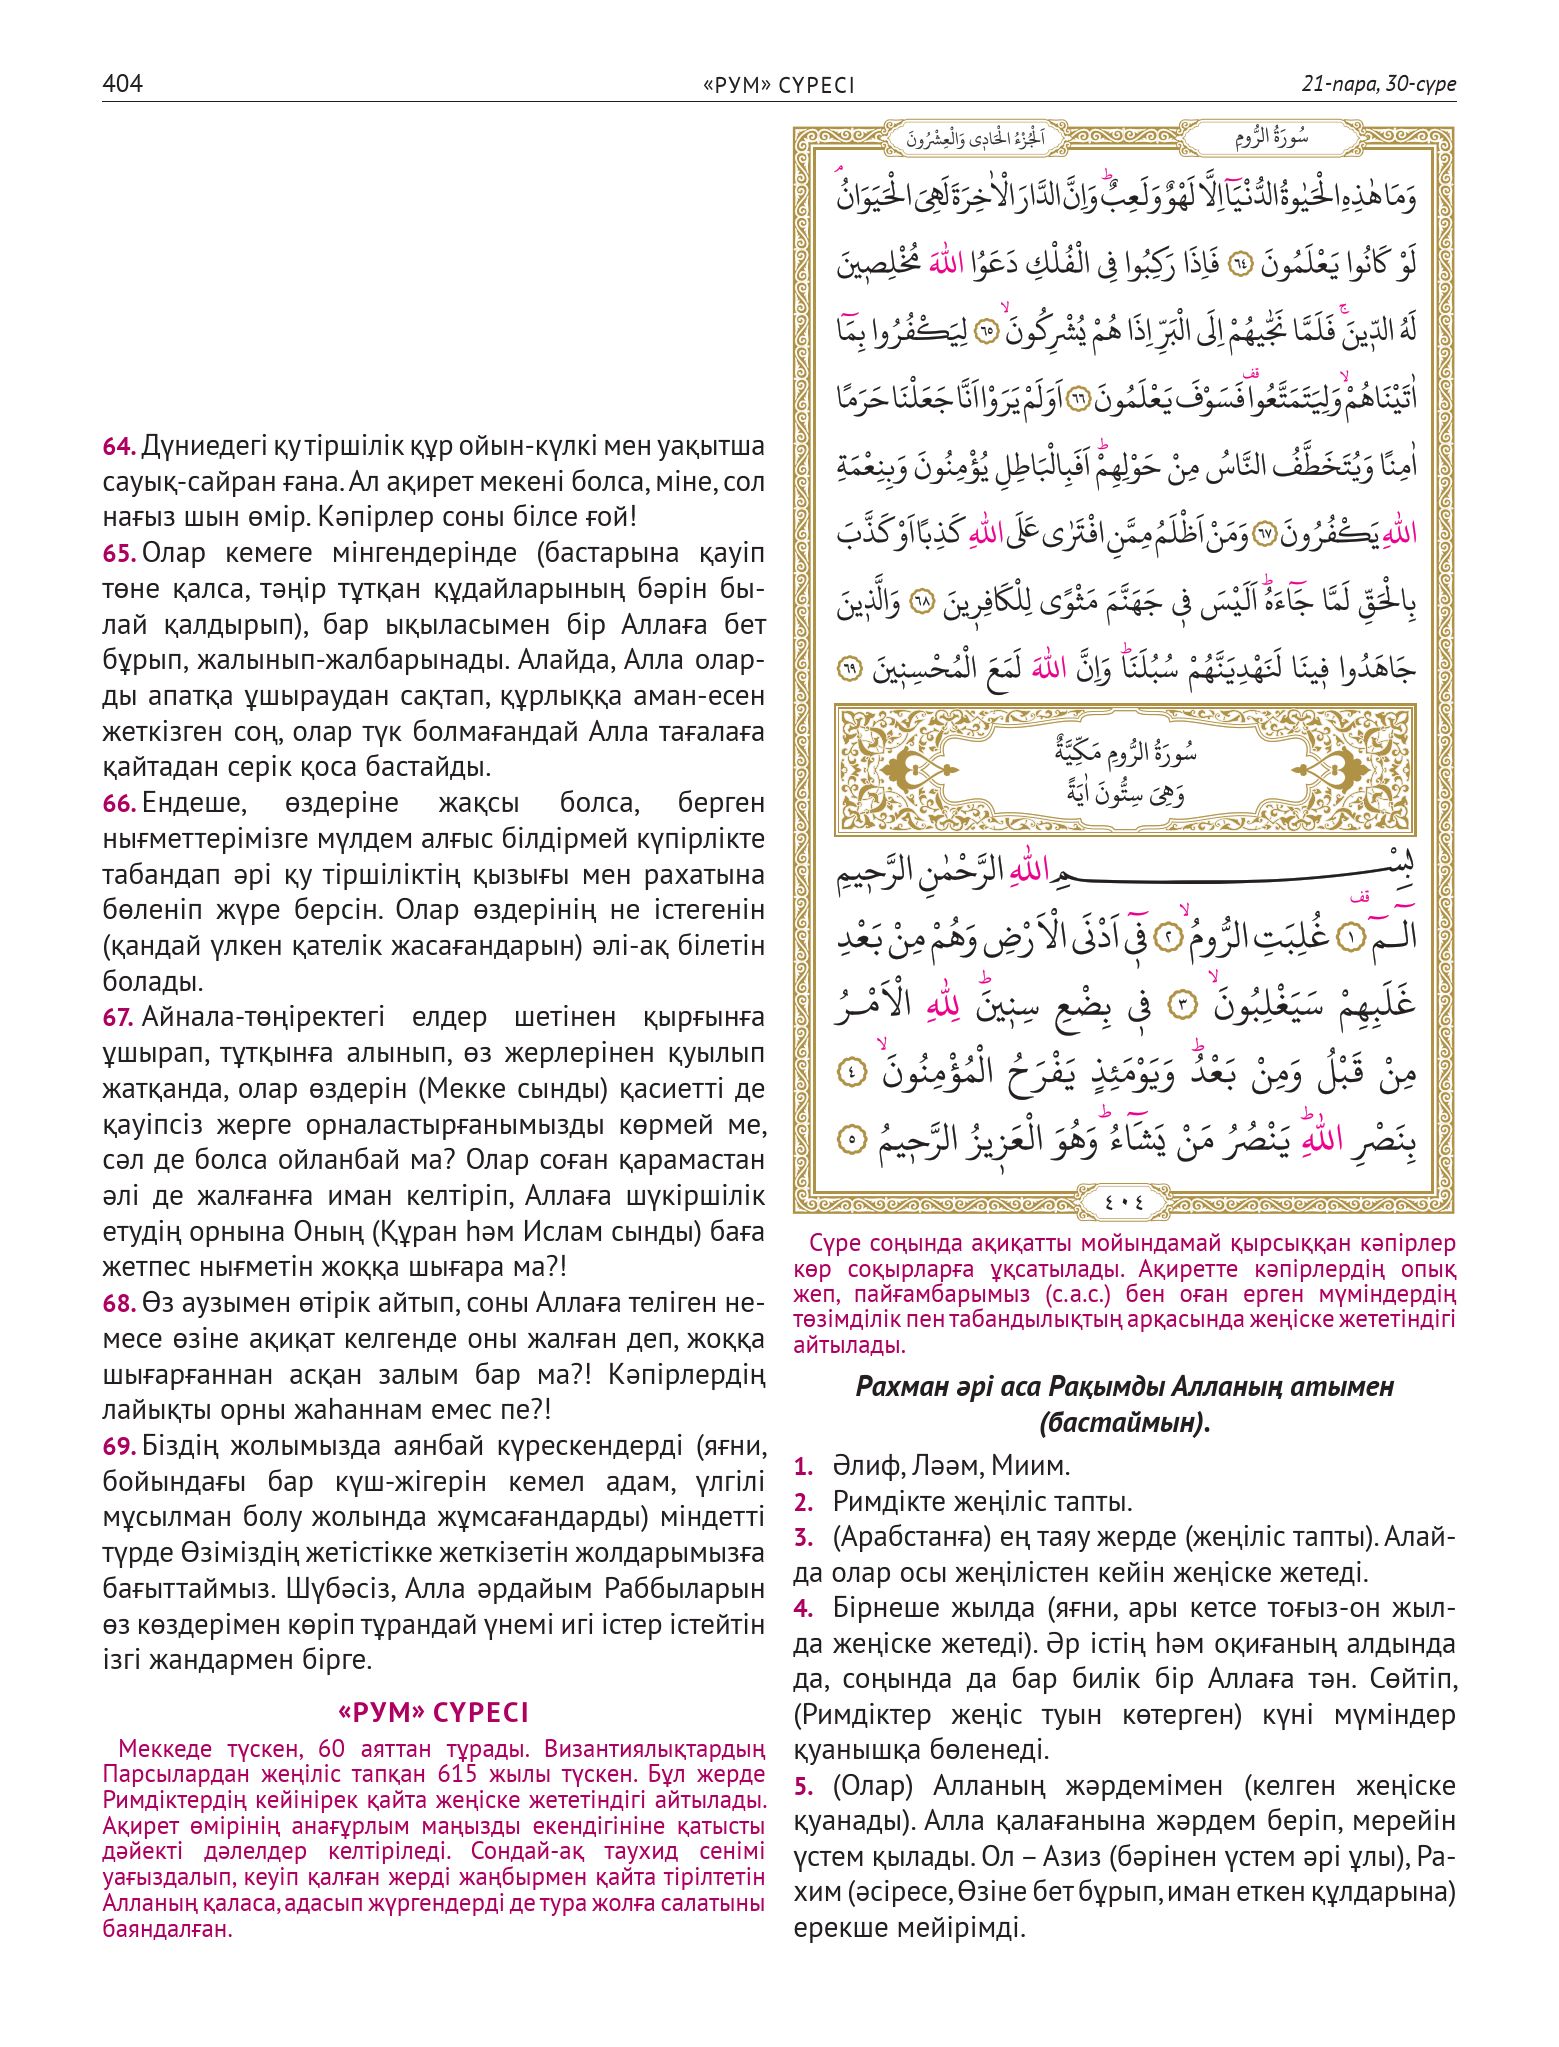 404
«РУМ» СҮРЕСІ
21-пара, 30-сүре
64. Дүниедегі қу тіршілік құр ойын-күлкі мен уақытша
сауық-сайран ғана. Ал ақирет мекені болса, міне, сол
нағыз шын өмір. Кәпірлер соны білсе ғой!
65. Олар кемеге мінгендерінде (бастарына қауіп
төне қалса, тәңір тұтқан құдайларының бәрін бы-
лай қалдырып), бар ықыласымен бір Аллаға бет
бұрып, жалынып-жалбарынады. Алайда, Алла олар-
ды апатқа ұшыраудан сақтап, құрлыққа аман-есен
жеткізген соң, олар түк болмағандай Алла тағалаға
қайтадан серік қоса бастайды.
66. Ендеше, өздеріне жақсы болса, берген
нығметтерімізге мүлдем алғыс білдірмей күпірлікте
табандап әрі қу тіршіліктің қызығы мен рахатына
бөленіп жүре берсін. Олар өздерінің не істегенін
(қандай үлкен қателік жасағандарын) әлі-ақ білетін
болады.
67. Айнала-төңіректегі елдер шетінен қырғынға
ұшырап, тұтқынға алынып, өз жерлерінен қуылып
жатқанда, олар өздерін (Мекке сынды) қасиетті де
қауіпсіз жерге орналастырғанымызды көрмей ме,
сәл де болса ойланбай ма? Олар соған қарамастан
әлі де жалғанға иман келтіріп, Аллаға шүкіршілік
етудің орнына Оның (Құран һәм Ислам сынды) баға
жетпес нығметін жоққа шығара ма?!
68. Өз аузымен өтірік айтып, соны Аллаға теліген не-
месе өзіне ақиқат келгенде оны жалған деп, жоққа
шығарғаннан асқан залым бар ма?! Кәпірлердің
лайықты орны жаһаннам емес пе?!
69. Біздің жолымызда аянбай күрескендерді (яғни,
бойындағы бар күш-жігерін кемел адам, үлгілі
мұсылман болу жолында жұмсағандарды) міндетті
түрде Өзіміздің жетістікке жеткізетін жолдарымызға
бағыттаймыз. Шүбәсіз, Алла әрдайым Раббыларын
өз көздерімен көріп тұрандай үнемі игі істер істейтін
ізгі жандармен бірге.
«РУМ» СҮРЕСІ
Меккеде түскен, 60 аяттан тұрады. Византиялықтардың
Парсылардан жеңіліс тапқан 615 жылы түскен. Бұл жерде
Римдіктердің кейінірек қайта жеңіске жететіндігі айтылады.
Ақирет өмірінің анағұрлым маңызды екендігініне қатысты
дәйекті дәлелдер келтіріледі. Сондай-ақ таухид сенімі
уағыздалып, кеуіп қалған жерді жаңбырмен қайта тірілтетін
Алланың қаласа, адасып жүргендерді де тура жолға салатыны
баяндалған.
سُورَةُ الرُّومِ
اَلْجُزْءُ الْحَادِى وَالْعِشْرُونَ
وَمَا هٰذِهِ الْحَيٰوةُ الدُّنْيَٓا اِلَّا لَهْوٌ وَلَعِبٌۜ وَاِنَّ الدَّارَ الْاٰخِرَةَ لَهِىَ الْحَيَوَانُۢ
لَوْ كَانُوا يَعْلَمُونَ ٦٤ فَاِذَا رَكِبُوا فِى الْفُلْكِ دَعَوُا اللّٰهَ مُخْلِصٖينَ
لَهُ الدّٖينَۚ فَلَمَّا نَجّٰيهُمْ اِلَى الْبَرِّ اِذَا هُمْ يُشْرِكُونَۙ ٦٥ لِيَكْفُرُوا بِمَٓا
اٰتَيْنَاهُمْۙ وَلِيَتَمَتَّعُوا۠ فَسَوْفَ يَعْلَمُونَ ٦٦ اَوَلَمْ يَرَوْا اَنَّا جَعَلْنَا حَرَمًا
اٰمِنًا وَيُتَخَطَّفُ النَّاسُ مِنْ حَوْلِهِمْۜ اَفَبِالْبَاطِلِ يُؤْمِنُونَ وَبِنِعْمَةِ
اللّٰهِ يَكْفُرُونَ ٦٧ وَمَنْ اَظْلَمُ مِمَّنِ افْتَرٰى عَلَى اللّٰهِ كَذِبًا اَوْ كَذَّبَ
بِالْحَقِّ لَمَّا جَٓاءَهُۜ اَلَيْسَ فٖى جَهَنَّمَ مَثْوًى لِلْكَافِرٖينَ ٦٨ وَالَّذٖينَ
جَاهَدُوا فٖينَا لَنَهْدِيَنَّهُمْ سُبُلَنَاۜ وَاِنَّ اللّٰهَ لَمَعَ الْمُحْسِنٖينَ ٦٩
سُورَةُ الرُّومِ مَكِّيَّةٌ
وَهِىَ سِتُّونَ اٰيَةً
بِسْمِ اللّٰهِ الرَّحْمٰنِ الرَّحٖيمِ
الٓمٓ ١ غُلِبَتِ الرُّومُۙ ٢ فٖٓى اَدْنَى الْاَرْضِ وَهُمْ مِنْ بَعْدِ
غَلَبِهِمْ سَيَغْلِبُونَۙ ٣ فٖى بِضْعِ سِنٖينَۜ لِلّٰهِ الْاَمْرُ
مِنْ قَبْلُ وَمِنْ بَعْدُۜ وَيَوْمَئِذٍ يَفْرَحُ الْمُؤْمِنُونَۙ ٤
بِنَصْرِ اللّٰهِۜ يَنْصُرُ مَنْ يَشَٓاءُۜ وَهُوَ الْعَزٖيزُ الرَّحٖيمُ ٥
٤٠٤
Сүре соңында ақиқатты мойындамай қырсыққан кәпірлер
көр соқырларға ұқсатылады. Ақиретте кәпірлердің опық
жеп, пайғамбарымыз (с.а.с.) бен оған ерген мүміндердің
төзімділік пен табандылықтың арқасында жеңіске жететіндігі
айтылады.
Рахман әрі аса Рақымды Алланың атымен
(бастаймын).
1. Әлиф, Ләәм, Миим.
2. Римдікте жеңіліс тапты.
3. (Арабстанға) ең таяу жерде (жеңіліс тапты). Алай-
да олар осы жеңілістен кейін жеңіске жетеді.
4. Бірнеше жылда (яғни, ары кетсе тоғыз-он жыл-
да жеңіске жетеді). Әр істің һәм оқиғаның алдында
да, соңында да бар билік бір Аллаға тән. Сөйтіп,
(Римдіктер жеңіс туын көтерген) күні мүміндер
қуанышқа бөленеді.
5. (Олар) Алланың жәрдемімен (келген жеңіске
қуанады). Алла қалағанына жәрдем беріп, мерейін
үстем қылады. Ол – Азиз (бәрінен үстем әрі ұлы), Ра-
хим (әсіресе, Өзіне бет бұрып, иман еткен құлдарына)
ерекше мейірімді.